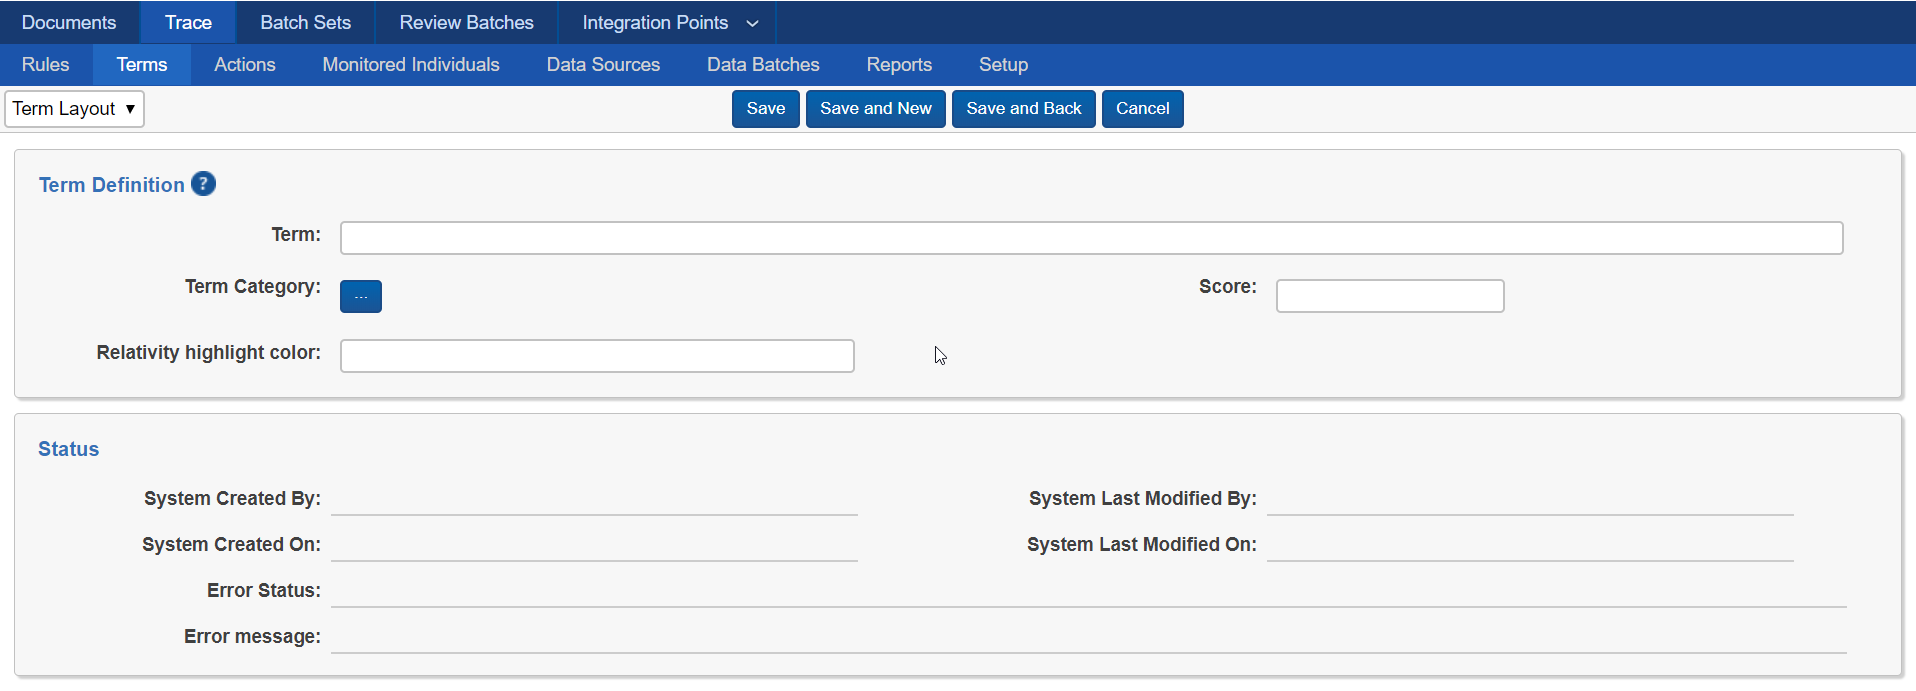 Documents Trace Batch Sets Review Batches Integration Points
Rules Terms Actions Monitored Individuals Data Sources Data Batches Reports Setup
Term Layout ▼ Save Save and New Save and Back Cancel
Term Definition ?
Term:
Term Category: ... Score:
Relativity highlight color:
Status
System Created By: System Last Modified By:
System Created On: System Last Modified On:
Error Status:
Error message: